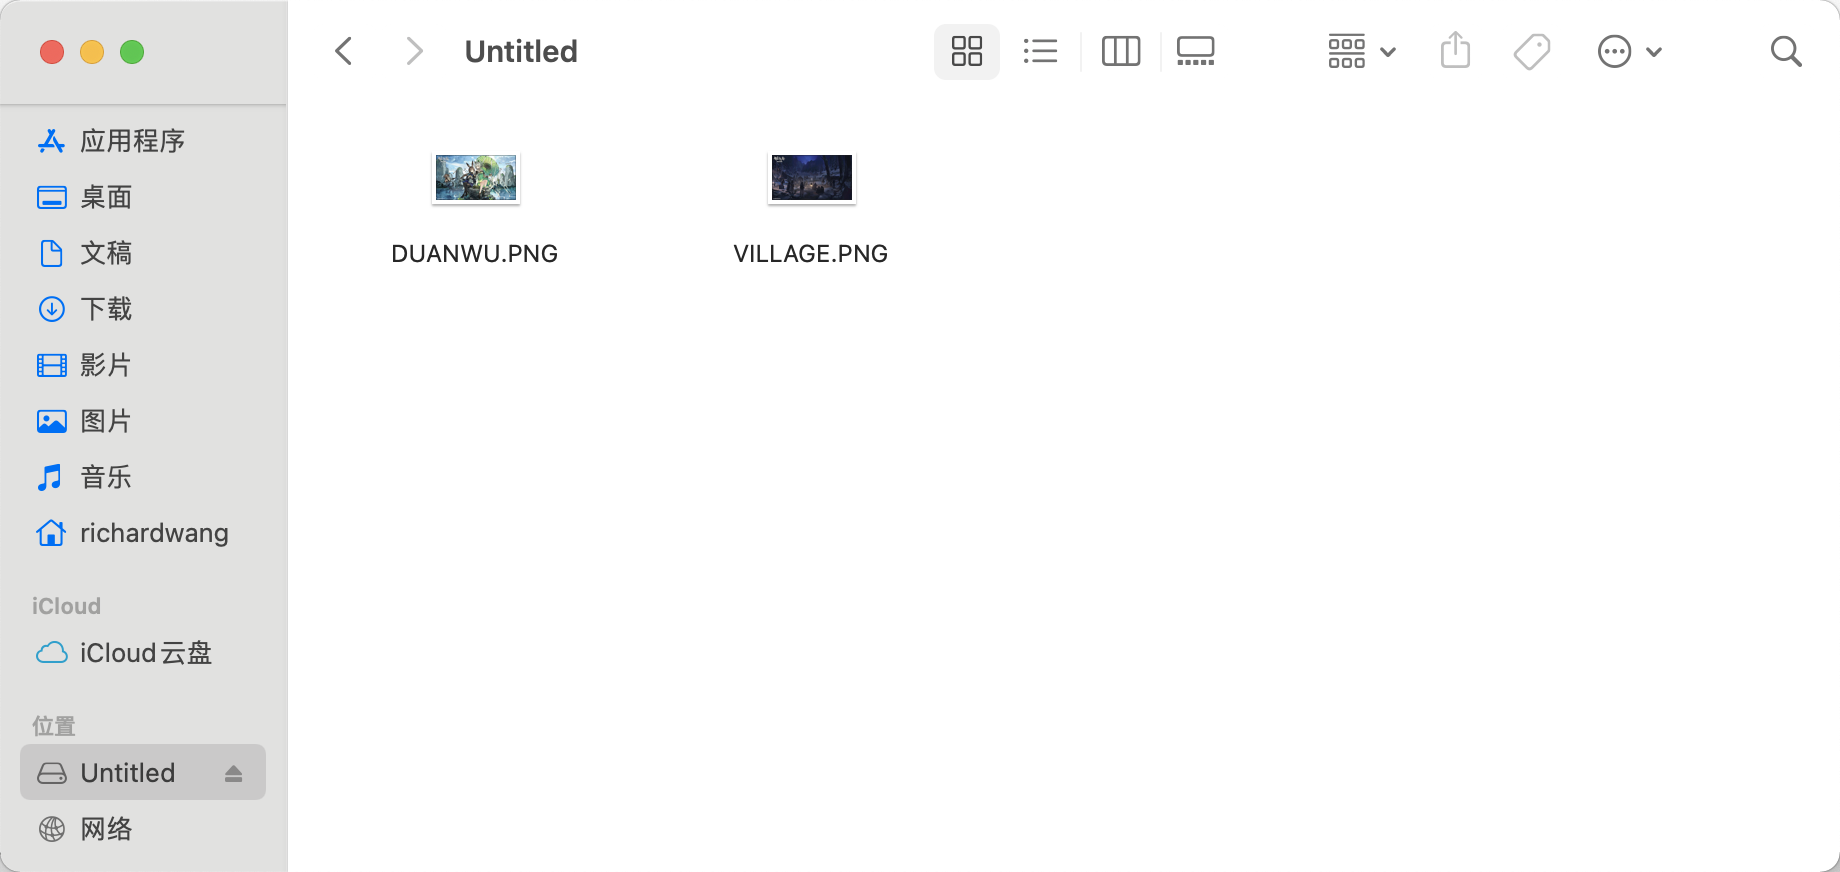 Untitled
应用程序
桌面
文稿
下载
影片
图片
音乐
richardwang
iCloud
iCloud云盘
位置
Untitled
网络
DUANWU.PNG
VILLAGE.PNG